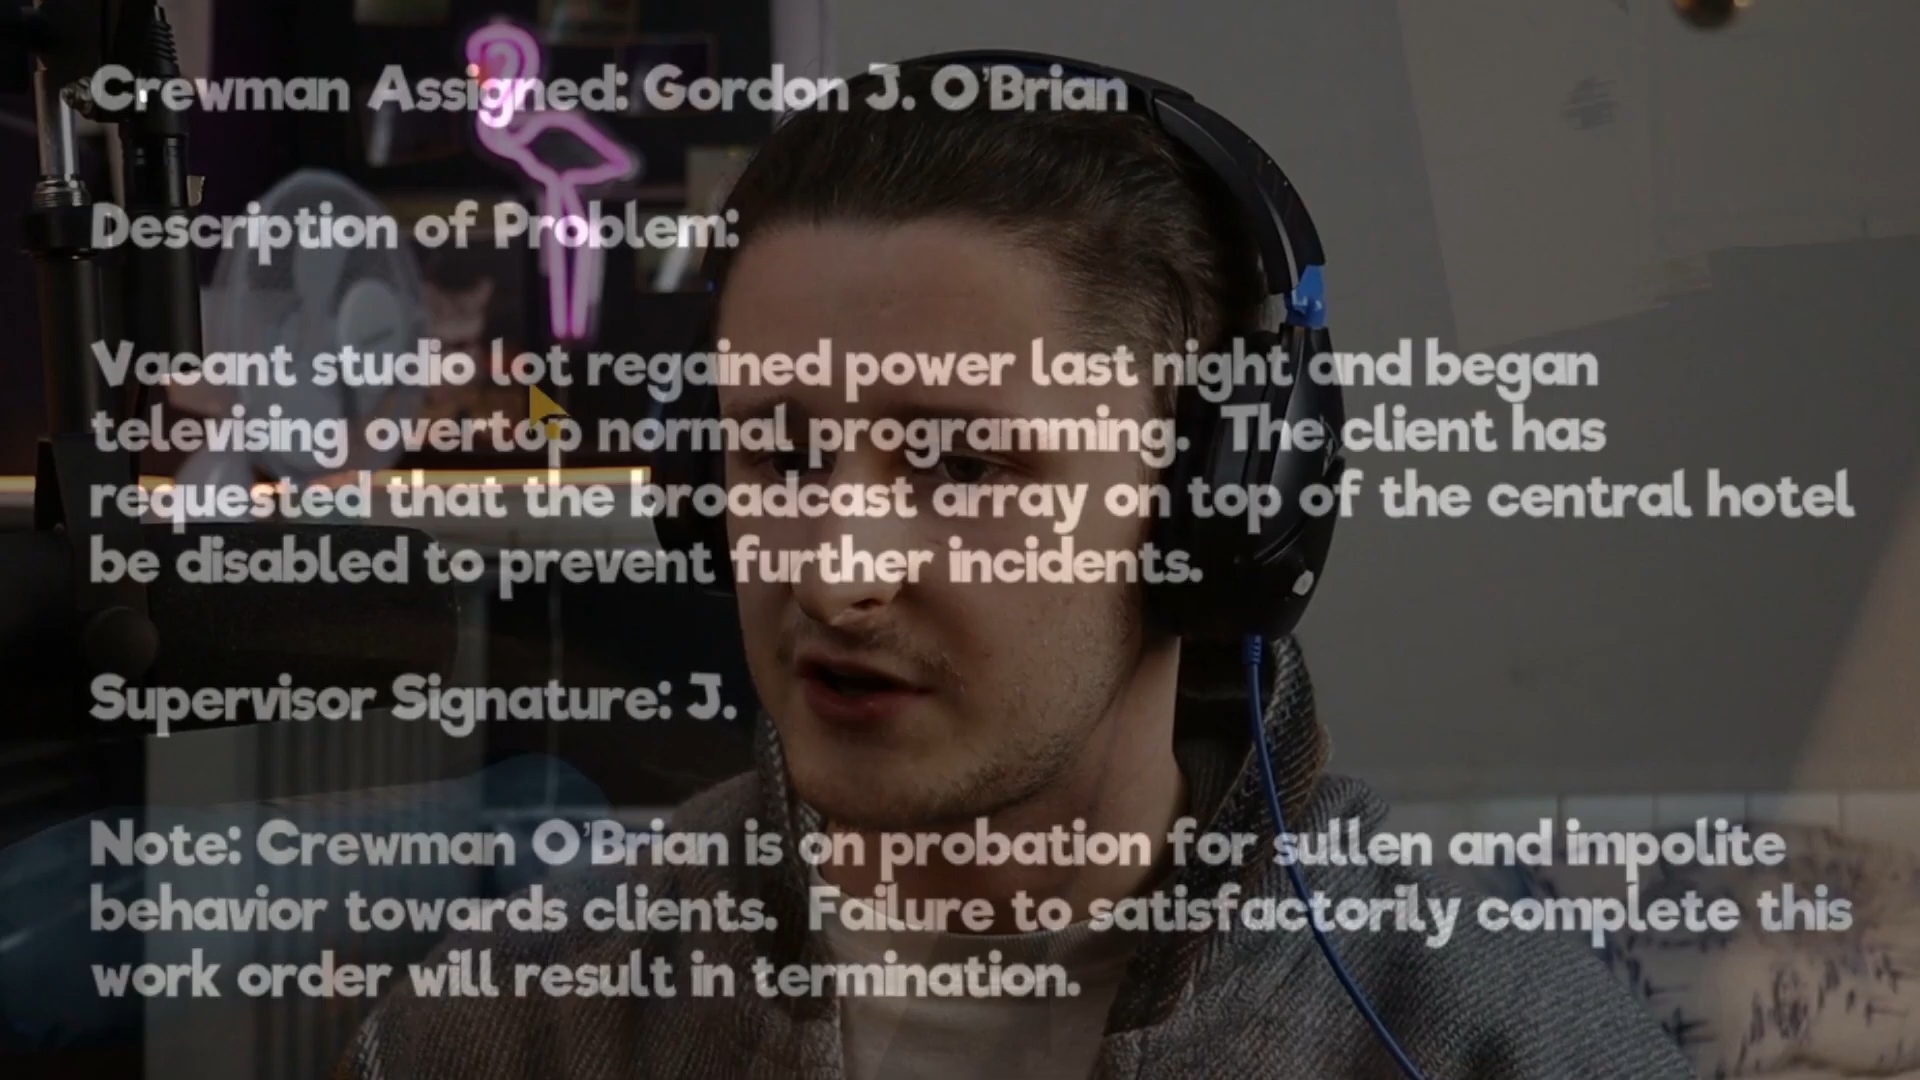 Crewman Assigned: Gordon J. O'Brian
Description of Problem:
Vacant studio lot regained power last night and began
televising overtop normal programming. The client has
requested that the broadcast array on top of the central hotel
be disabled to prevent further incidents.
Supervisor Signature: J.
Note: Crewman O'Brian is on probation for sullen and impolite
behavior towards clients. Failure to satisfactorily complete this
work order will result in termination.